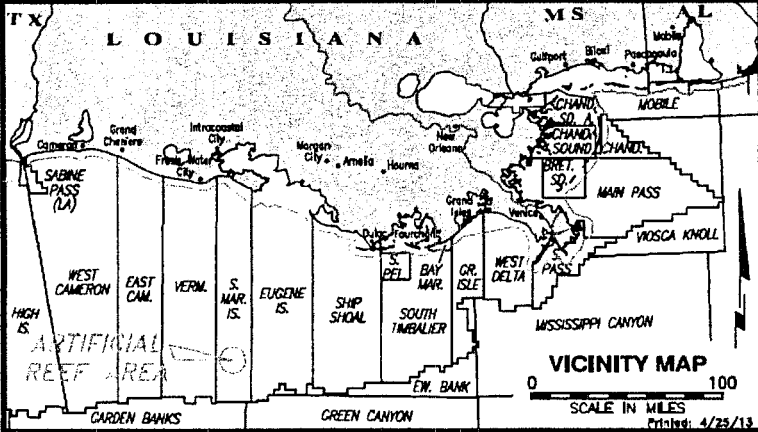 TX
LOUISIANA
MS
AL
Mobile
Gulfport
Biloxi
Pascagoula
MOBILE
CHAND.
SD. A.
CHAND.
SOUND
CHAND.
BRET.
SD.
MAIN PASS
VIOSCA KNOLL
New
Orleans
Cameron
Grand
Cheniere
Intracoastal
City
Fresh Water
City
Morgan
City
Amelia
Houma
Dulac
Fourchon
Grand
Isle
Venice
SABINE
PASS
(LA)
HIGH
IS.
WEST
CAMERON
EAST
CAM.
VERM.
S.
MAR.
IS.
EUGENE
IS.
SHIP
SHOAL
S.
PEL.
SOUTH
TIMBALIER
BAY
MAR.
GR.
ISLE
WEST
DELTA
S.
PASS
MISSISSIPPI CANYON
EW. BANK
GREEN CANYON
GARDEN BANKS
ARTIFICIAL
REEF AREA
VICINITY MAP
0 100
SCALE IN MILES
Printed: 4/25/13